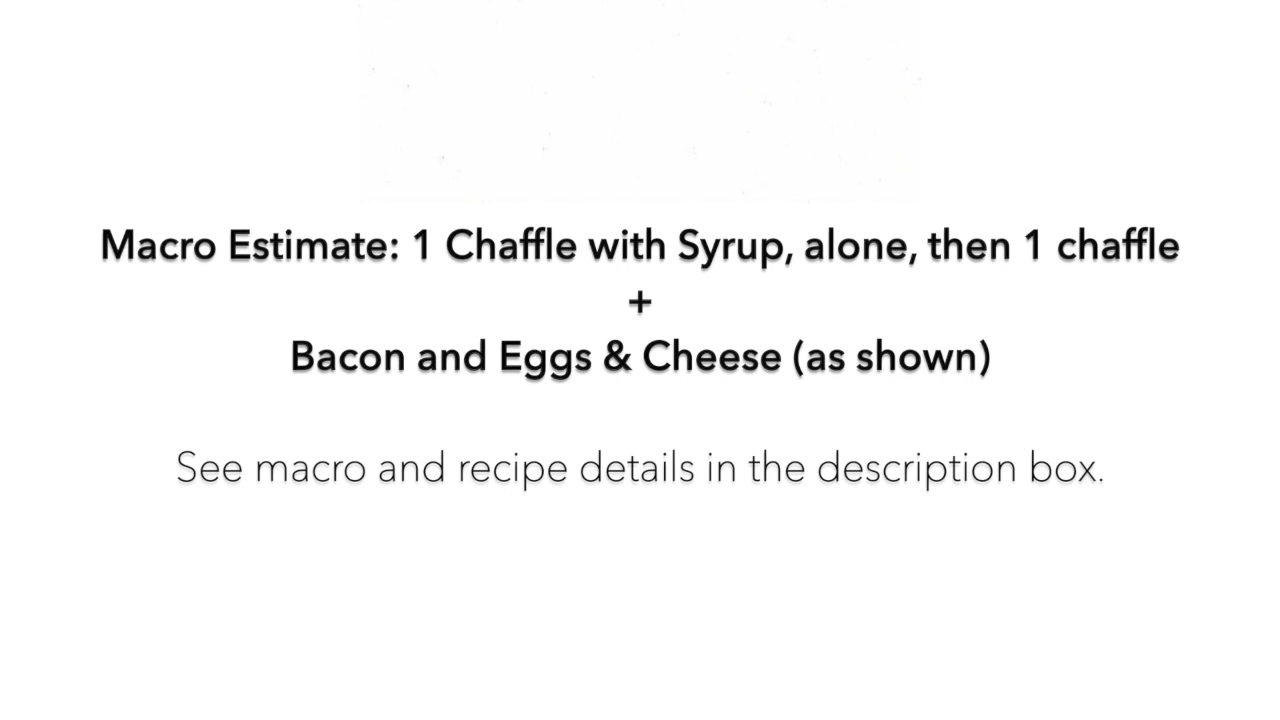 Macro Estimate: 1 Chaffle with Syrup, alone, then 1 chaffle
+
Bacon and Eggs & Cheese (as shown)
See macro and recipe details in the description box.